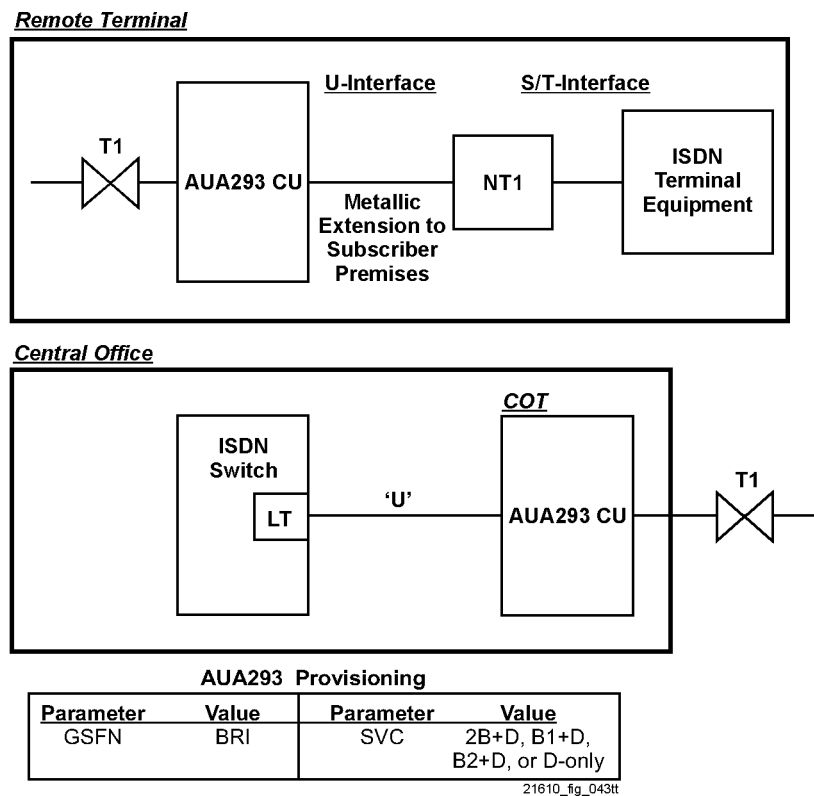 Remote Terminal
U-Interface
S/T-Interface
T1
AUA293 CU
NT1
ISDN
Terminal
Equipment
Metallic
Extension to
Subscriber
Premises
Central Office
COT
ISDN
Switch
LT
‘U’
AUA293 CU
T1
AUA293 Provisioning
Parameter Value Parameter Value
GSFN BRI SVC 2B+D, B1+D,
B2+D, or D-only
21610_fig_043tt